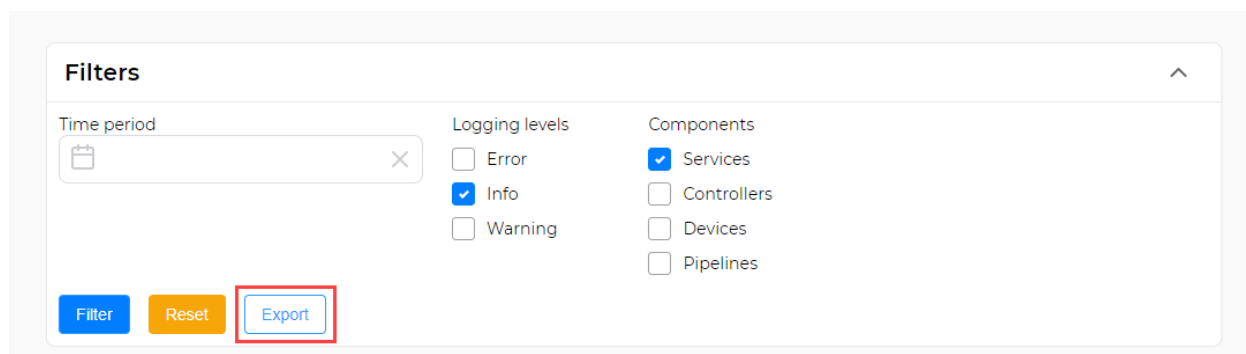 Filters
Time period
Logging levels
Error
Info
Warning
Components
Services
Controllers
Devices
Pipelines
Filter Reset Export